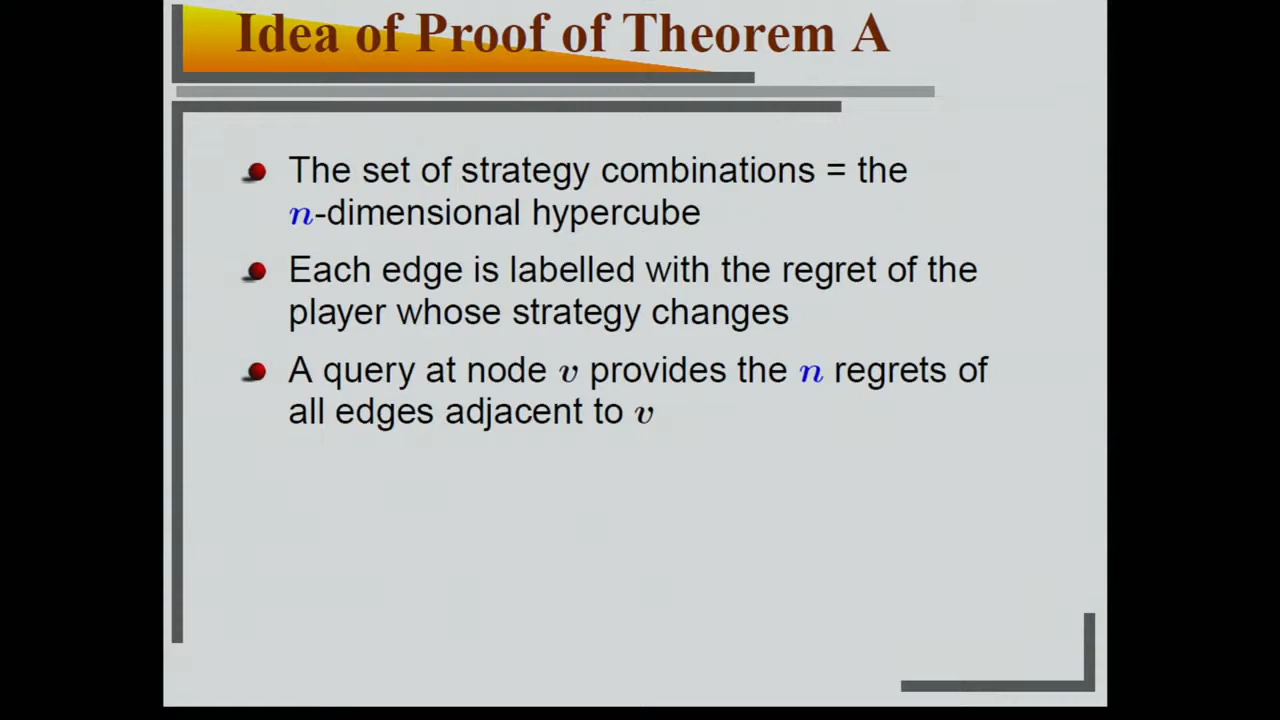 Idea of Proof of Theorem A
The set of strategy combinations = the
n-dimensional hypercube
Each edge is labelled with the regret of the
player whose strategy changes
A query at node v provides the n regrets of
all edges adjacent to v